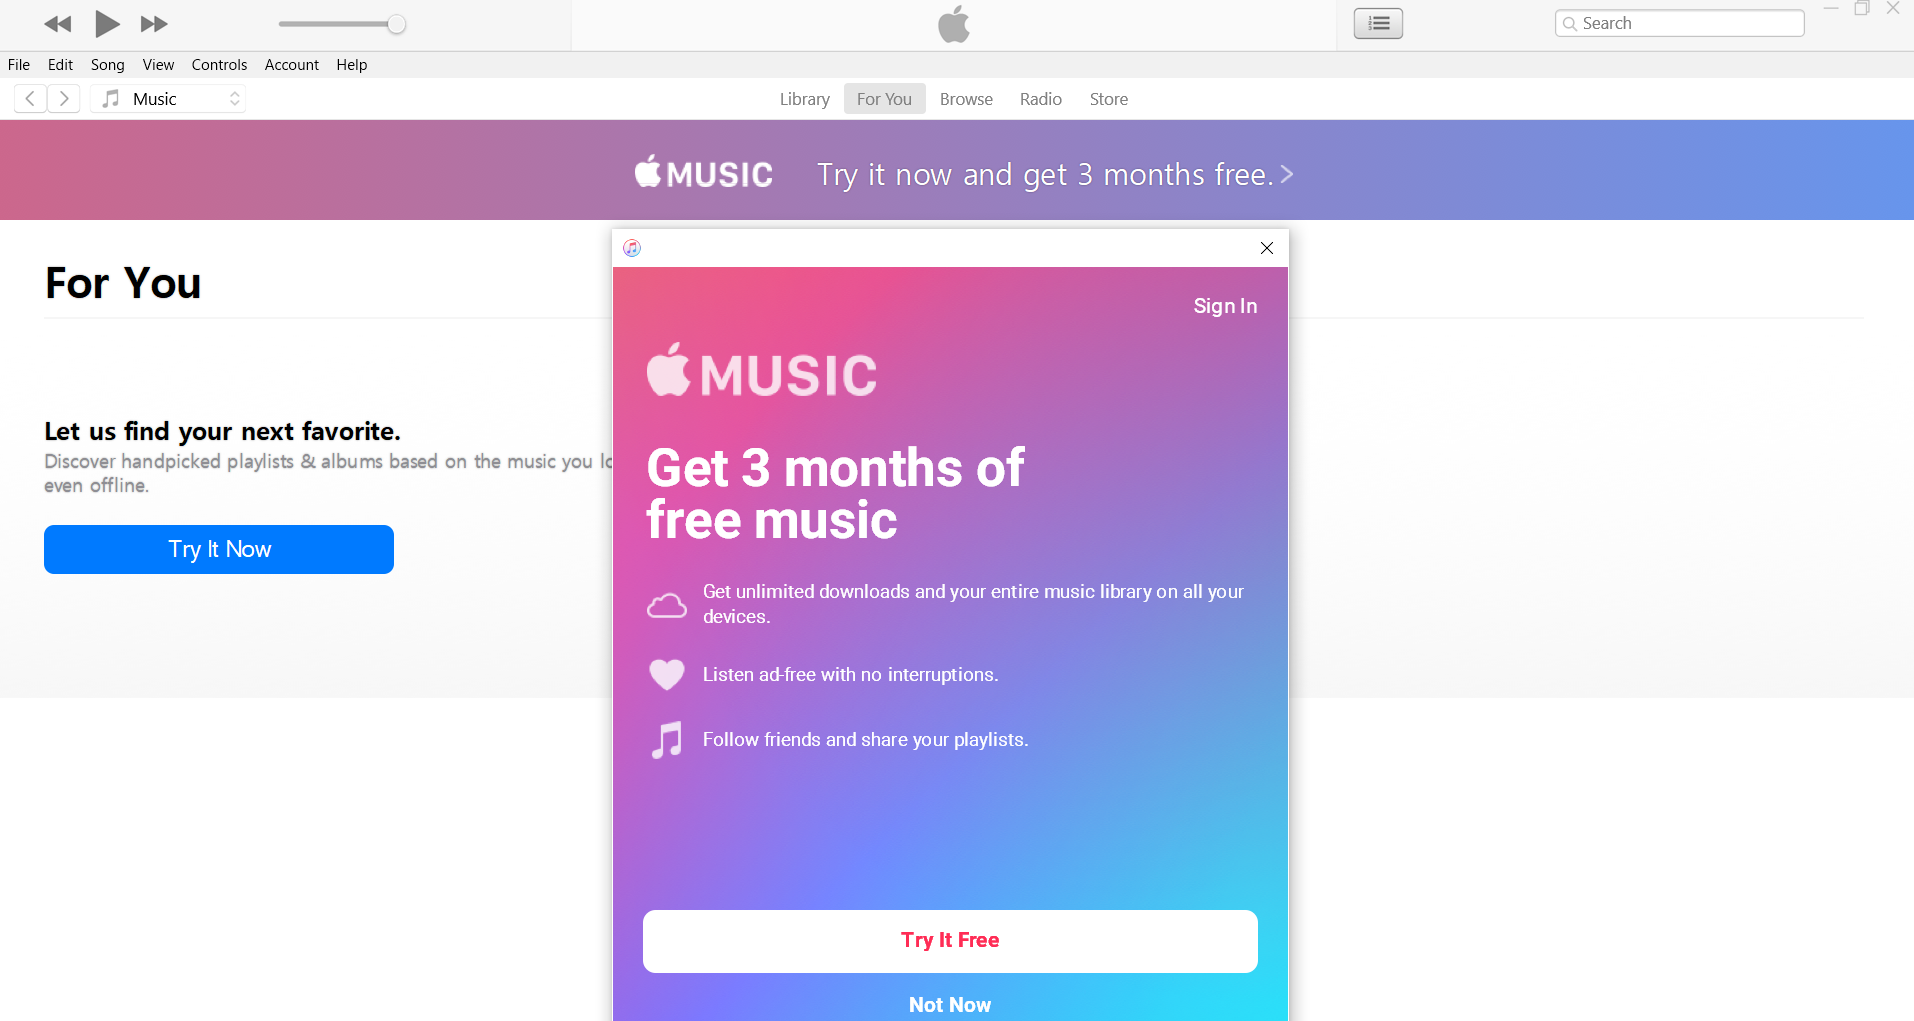 Search
File Edit Song View Controls Account Help
Music
Library For You Browse Radio Store
MUSIC Try it now and get 3 months free.
For You
Let us find your next favorite.
Discover handpicked playlists & albums based on the music you
even offline.
Try It Now
Sign In
MUSIC
Get 3 months of
free music
Get unlimited downloads and your entire music library on all your
devices.
Listen ad-free with no interruptions.
Follow friends and share your playlists.
Try It Free
Not Now